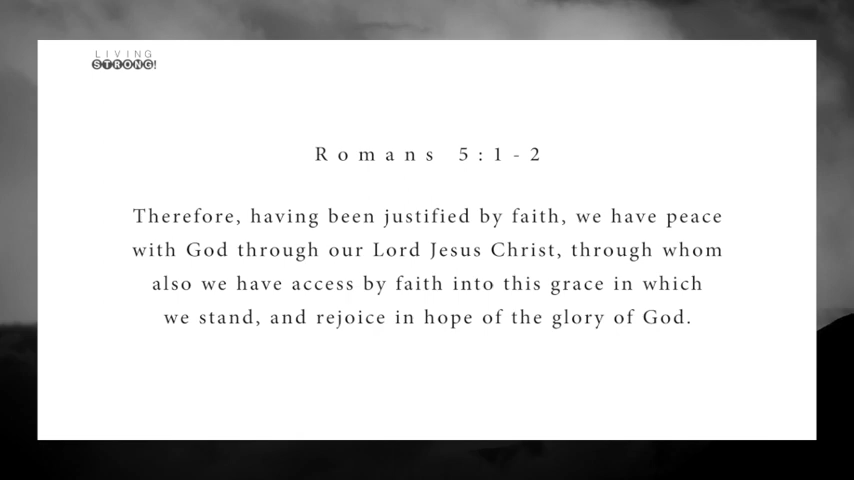 LIVING
STRONG!
Romans 5:1-2
Therefore, having been justified by faith, we have peace
with God through our Lord Jesus Christ, through whom
also we have access by faith into this grace in which
we stand, and rejoice in hope of the glory of God.